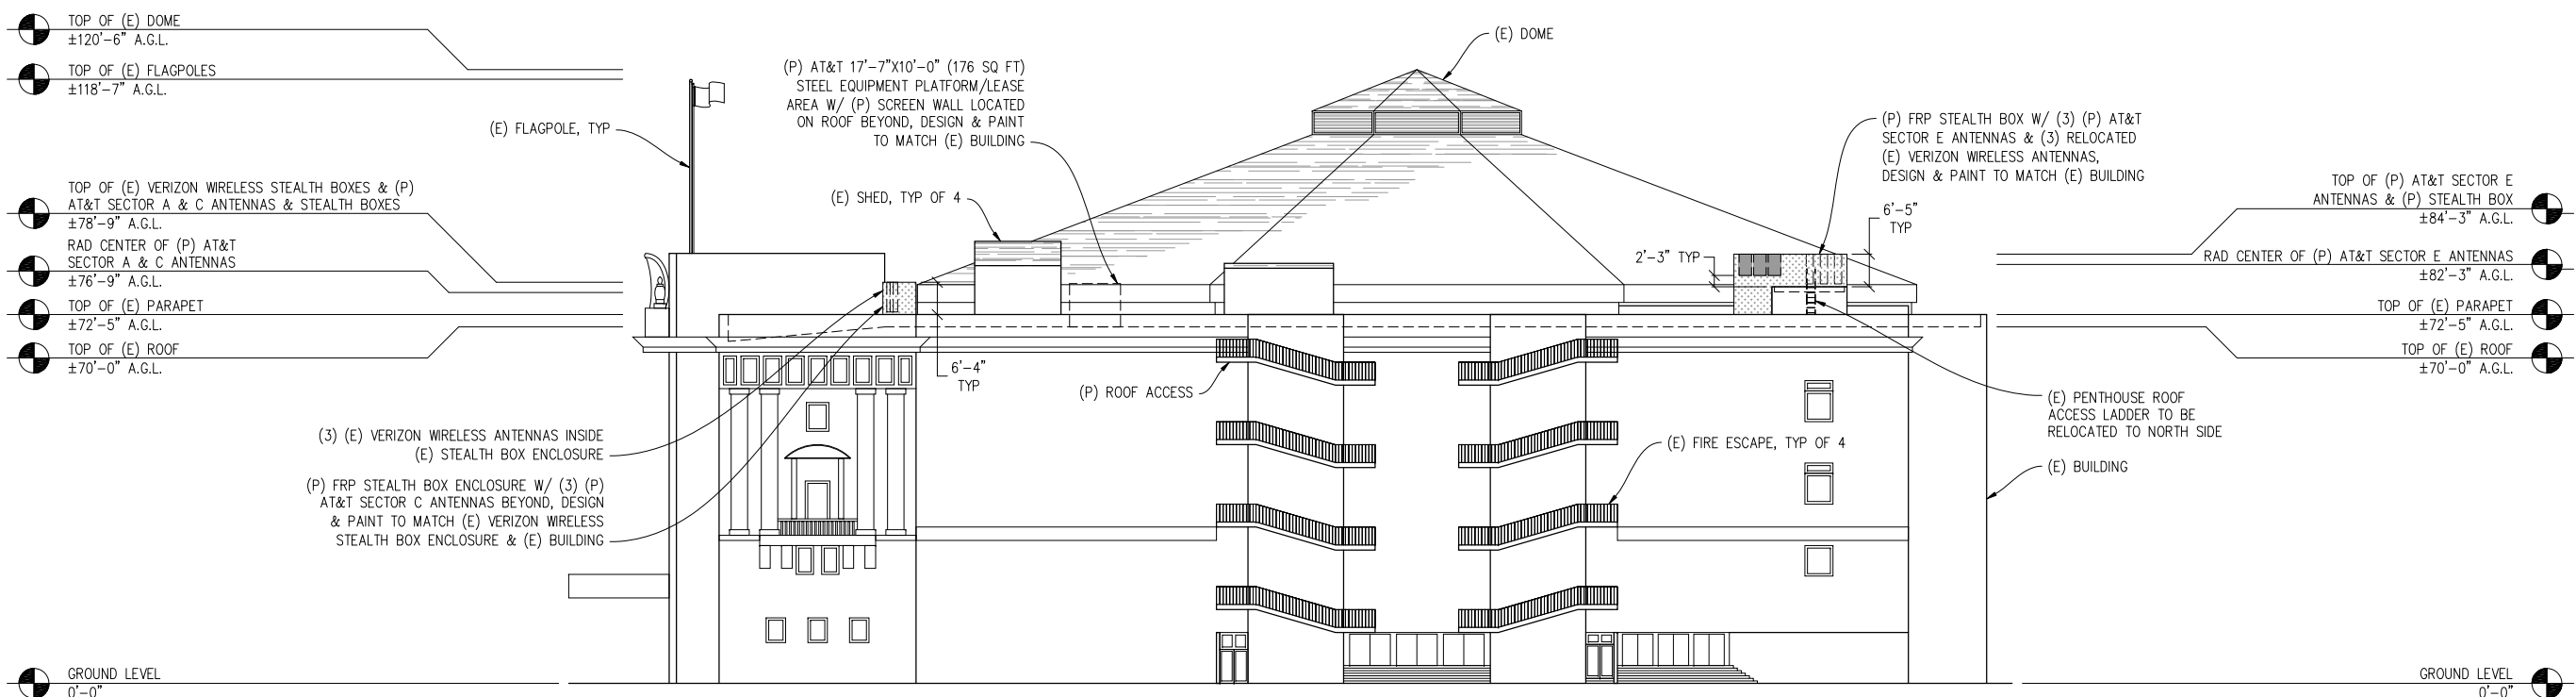 TOP OF (E) DOME
±120'-6" A.G.L.
TOP OF (E) FLAGPOLES
±118'-7" A.G.L.
(E) FLAGPOLE, TYP
TOP OF (E) VERIZON WIRELESS STEALTH BOXES & (P)
AT&T SECTOR A & C ANTENNAS & STEALTH BOXES
±78'-9" A.G.L.
RAD CENTER OF (P) AT&T
SECTOR A & C ANTENNAS
±76'-9" A.G.L.
TOP OF (E) PARAPET
±72'-5" A.G.L.
TOP OF (E) ROOF
±70'-0" A.G.L.
(3) (E) VERIZON WIRELESS ANTENNAS INSIDE
(E) STEALTH BOX ENCLOSURE
(P) FRP STEALTH BOX ENCLOSURE W/ (3) (P)
AT&T SECTOR C ANTENNAS BEYOND, DESIGN
& PAINT TO MATCH (E) VERIZON WIRELESS
STEALTH BOX ENCLOSURE & (E) BUILDING
GROUND LEVEL
0'-0"
(P) AT&T 17'-7"X10'-0" (176 SQ FT)
STEEL EQUIPMENT PLATFORM/LEASE
AREA W/ (P) SCREEN WALL LOCATED
ON ROOF BEYOND, DESIGN & PAINT
TO MATCH (E) BUILDING
(E) SHED, TYP OF 4
6'-4"
TYP
(P) ROOF ACCESS
(E) DOME
(E) FIRE ESCAPE, TYP OF 4
2'-3" TYP
(P) FRP STEALTH BOX W/ (3) (P) AT&T
SECTOR E ANTENNAS & (3) RELOCATED
(E) VERIZON WIRELESS ANTENNAS,
DESIGN & PAINT TO MATCH (E) BUILDING
6'-5"
TYP
(E) PENTHOUSE ROOF
ACCESS LADDER TO BE
RELOCATED TO NORTH SIDE
(E) BUILDING
TOP OF (P) AT&T SECTOR E
ANTENNAS & (P) STEALTH BOX
±84'-3" A.G.L.
RAD CENTER OF (P) AT&T SECTOR E ANTENNAS
±82'-3" A.G.L.
TOP OF (E) PARAPET
±72'-5" A.G.L.
TOP OF (E) ROOF
±70'-0" A.G.L.
GROUND LEVEL
0'-0"